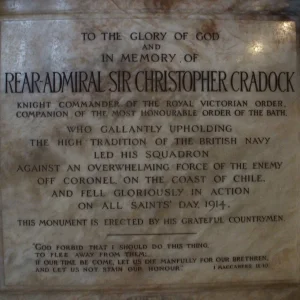 TO THE GLORY OF GOD
AND
IN MEMORY OF
REAR-ADMIRAL SIR CHRISTOPHER CRADOCK
KNIGHT COMMANDER OF THE ROYAL VICTORIAN ORDER,
COMPANION OF THE MOST HONOURABLE ORDER OF THE BATH.
WHO GALLANTLY UPHOLDING
THE HIGH TRADITION OF THE BRITISH NAVY
LED HIS SQUADRON
AGAINST AN OVERWHELMING FORCE OF THE ENEMY
OFF CORONEL, ON THE COAST OF CHILE,
AND FELL GLORIOUSLY IN ACTION
ON ALL SAINTS' DAY, 1914.
THIS MONUMENT IS ERECTED BY HIS GRATEFUL COUNTRYMEN.
"GOD FORBID THAT I SHOULD DO THIS THING,
TO FLEE AWAY FROM THEM:
IF OUR TIME BE COME, LET US DIE MANFULLY FOR OUR BRETHREN,
AND LET US NOT STAIN OUR HONOUR."
I MACCABEES IX.10.